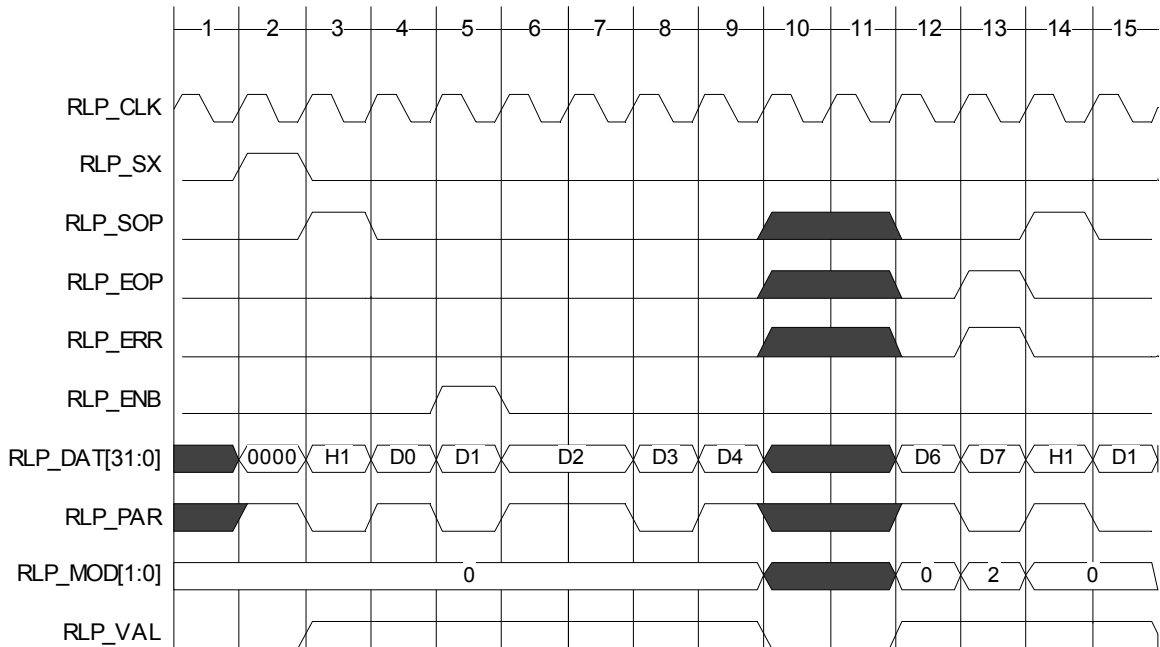 1 2 3 4 5 6 7 8 9 10 11 12 13 14 15
RLP_CLK
RLP_SX
RLP_SOP
RLP_EOP
RLP_ERR
RLP_ENB
RLP_DAT[31:0] 0000 H1 D0 D1 D2 D3 D4 D6 D7 H1 D1
RLP_PAR
RLP_MOD[1:0] 0 0 2 0
RLP_VAL